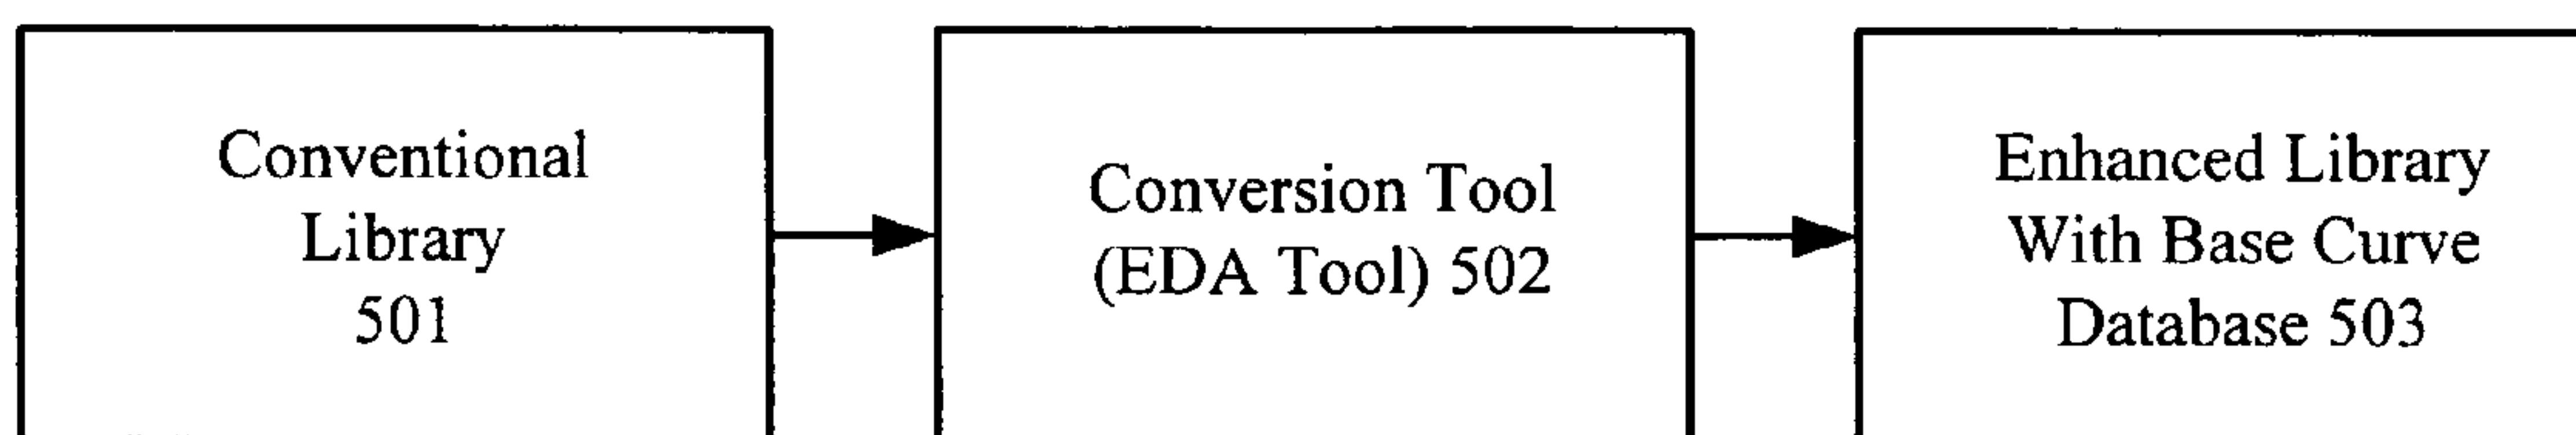 Conventional
Library
501
Conversion Tool
(EDA Tool) 502
Enhanced Library
With Base Curve
Database 503